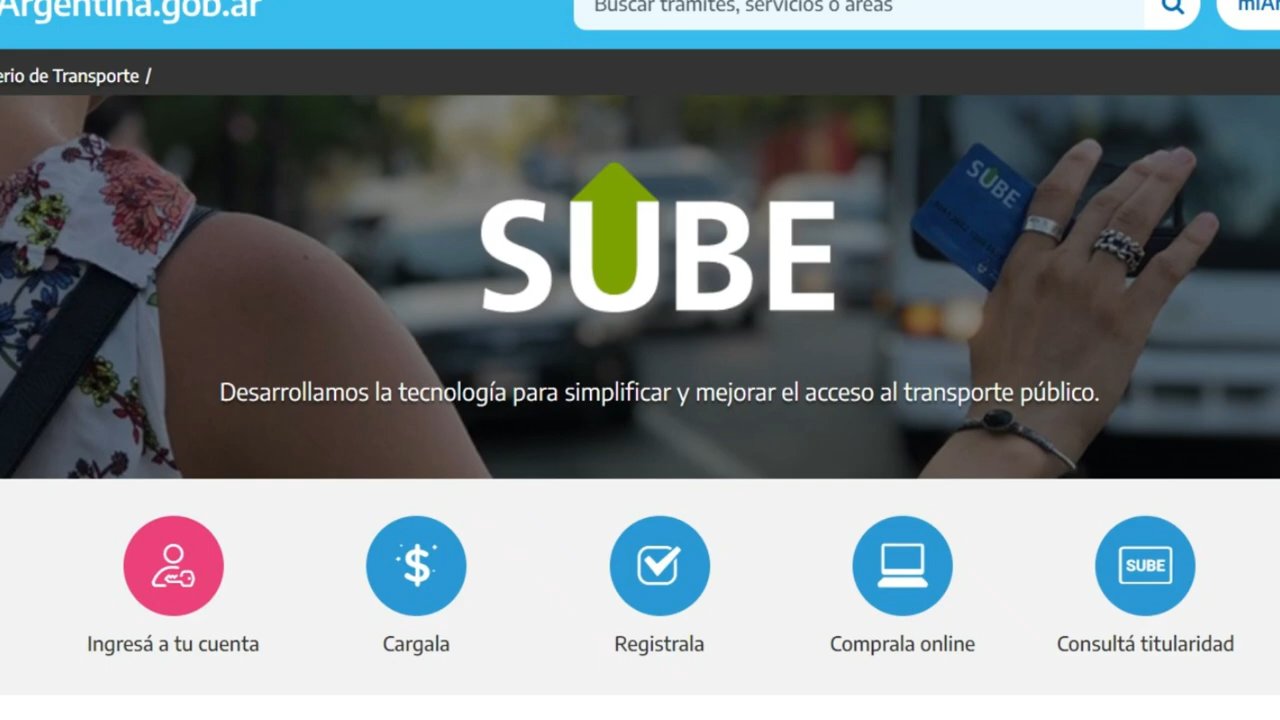 Argentina.gob.ar
Buscar trámites, servicios o áreas
erio de Transporte /
SUBE
SUBE
Desarrollamos la tecnología para simplificar y mejorar el acceso al transporte público.
SUBE
Ingresá a tu cuenta
Cargala
Registrala
Comprala online
Consultá titularidad